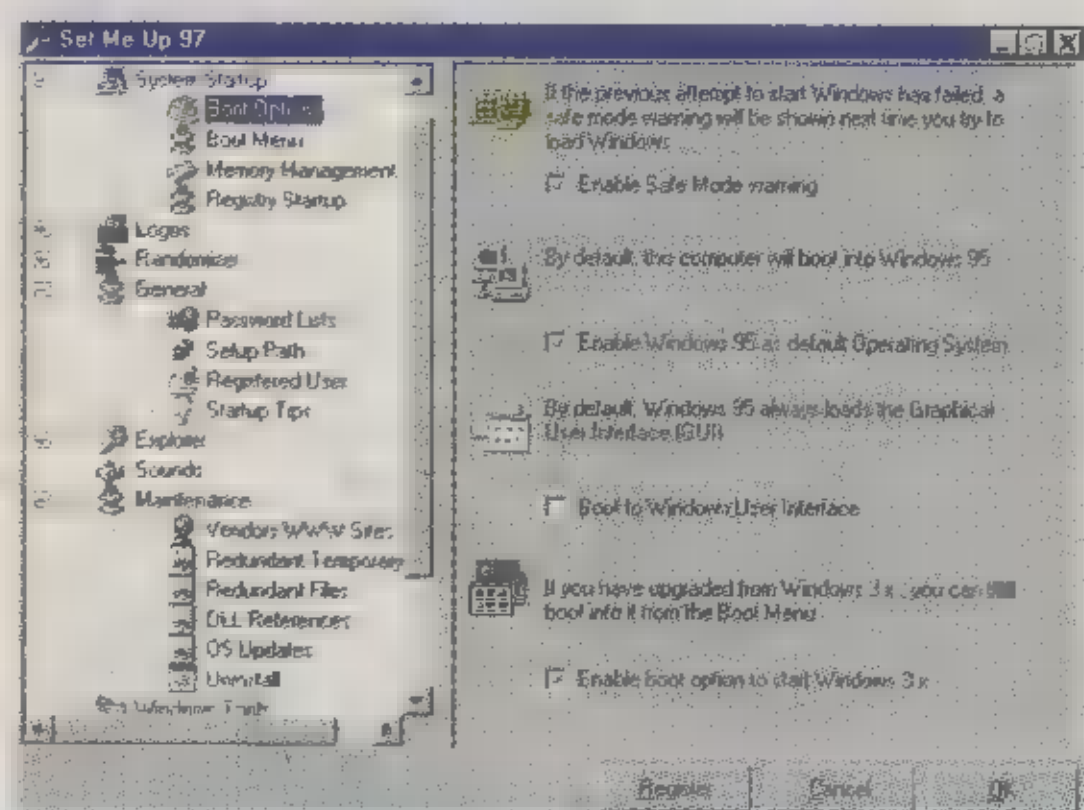 Set Me Up 97
System Startup
Boot Options
Boot Menu
Memory Management
Registry Startup
Logos
Randomizer
General
Password Lists
Setup Path
Registered User
Startup Tips
Explorer
Sounds
Maintenance
Vendors WWW Sites
Redundant Temporary
Redundant Files
DLL References
OS Updates
Uninstall
Windows Tools
If the previous attempt to start Windows has failed, a
safe mode warning will be shown next time you try to
load Windows
Enable Safe Mode warning
By default, this computer will boot into Windows 95
Enable Windows 95 as default Operating System
By default, Windows 95 always loads the Graphical
User Interface (GUI)
Boot to Windows User Interface
If you have upgraded from Windows 3.x, you can
boot into it from the Boot Menu
Enable boot option to start Windows 3.x
Register
Cancel
OK